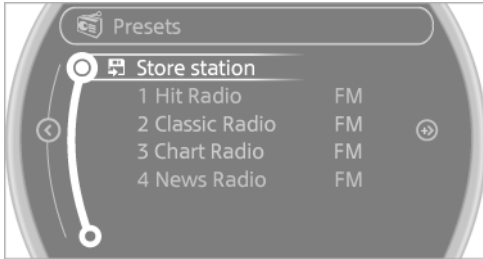 Presets
Store station
1 Hit Radio FM
2 Classic Radio FM
3 Chart Radio FM
4 News Radio FM